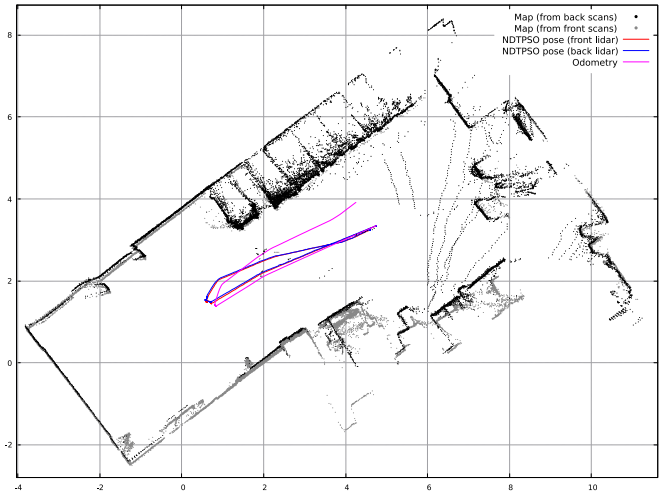 Map (from back scans)
Map (from front scans)
NDTPSO pose (front lidar)
NDTPSO pose (back lidar)
Odometry
8
6
4
2
0
-2
-4 -2 0 2 4 6 8 10